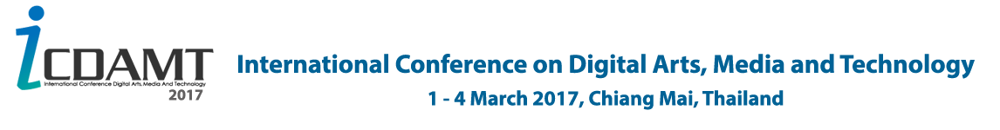 iCDAMT
International Conference Digital Arts, Media And Technology
2017
International Conference on Digital Arts, Media and Technology
1 - 4 March 2017, Chiang Mai, Thailand